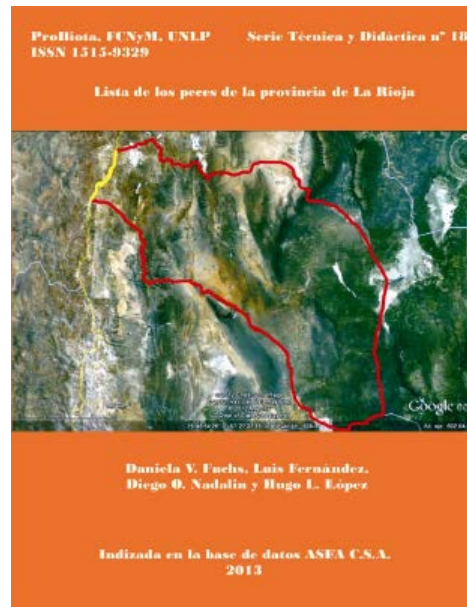 ProBiota, FCNyM, UNLP Serie Técnica y Didáctica nº 18
ISSN 1515-9329
Lista de los peces de la provincia de La Rioja
Google
Daniela V. Fuchs, Luis Fernández,
Diego O. Nadalin y Hugo L. López
Indizada en la base de datos ASFA C.S.A.
2013